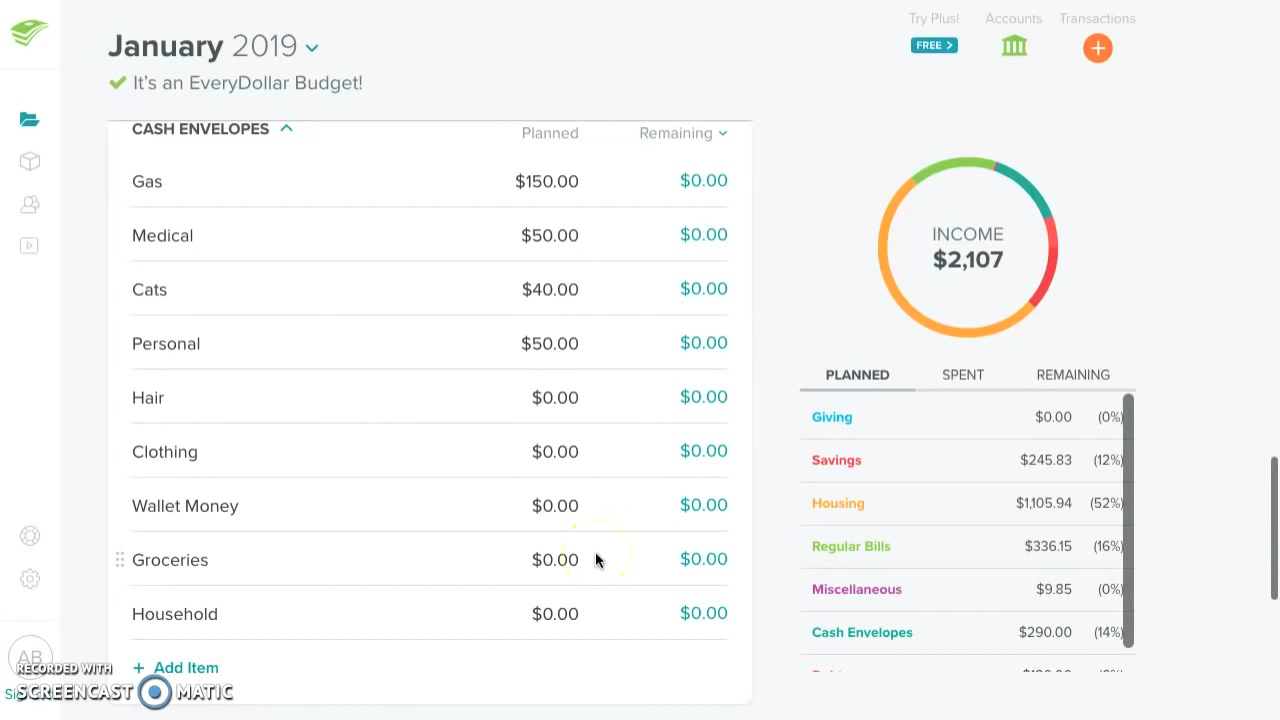 January 2019
It's an EveryDollar Budget!
Try Plus!
FREE >
Accounts
Transactions
CASH ENVELOPES
Planned
Remaining
Gas $150.00 $0.00
Medical $50.00 $0.00
Cats $40.00 $0.00
Personal $50.00 $0.00
Hair $0.00 $0.00
Clothing $0.00 $0.00
Wallet Money $0.00 $0.00
Groceries $0.00 $0.00
Household $0.00 $0.00
+ Add Item
INCOME
$2,107
PLANNED SPENT REMAINING
Giving $0.00 (0%)
Savings $245.83 (12%)
Housing $1,105.94 (52%)
Regular Bills $336.15 (16%)
Miscellaneous $9.85 (0%)
Cash Envelopes $290.00 (14%)
AB
RECORDED WITH
SCREENCAST MATIC